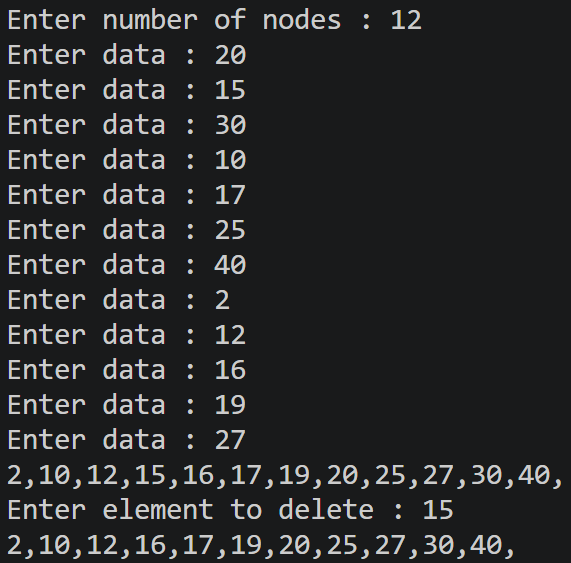 Enter number of nodes : 12
Enter data : 20
Enter data : 15
Enter data : 30
Enter data : 10
Enter data : 17
Enter data : 25
Enter data : 40
Enter data : 2
Enter data : 12
Enter data : 16
Enter data : 19
Enter data : 27
2,10,12,15,16,17,19,20,25,27,30,40,
Enter element to delete : 15
2,10,12,16,17,19,20,25,27,30,40,